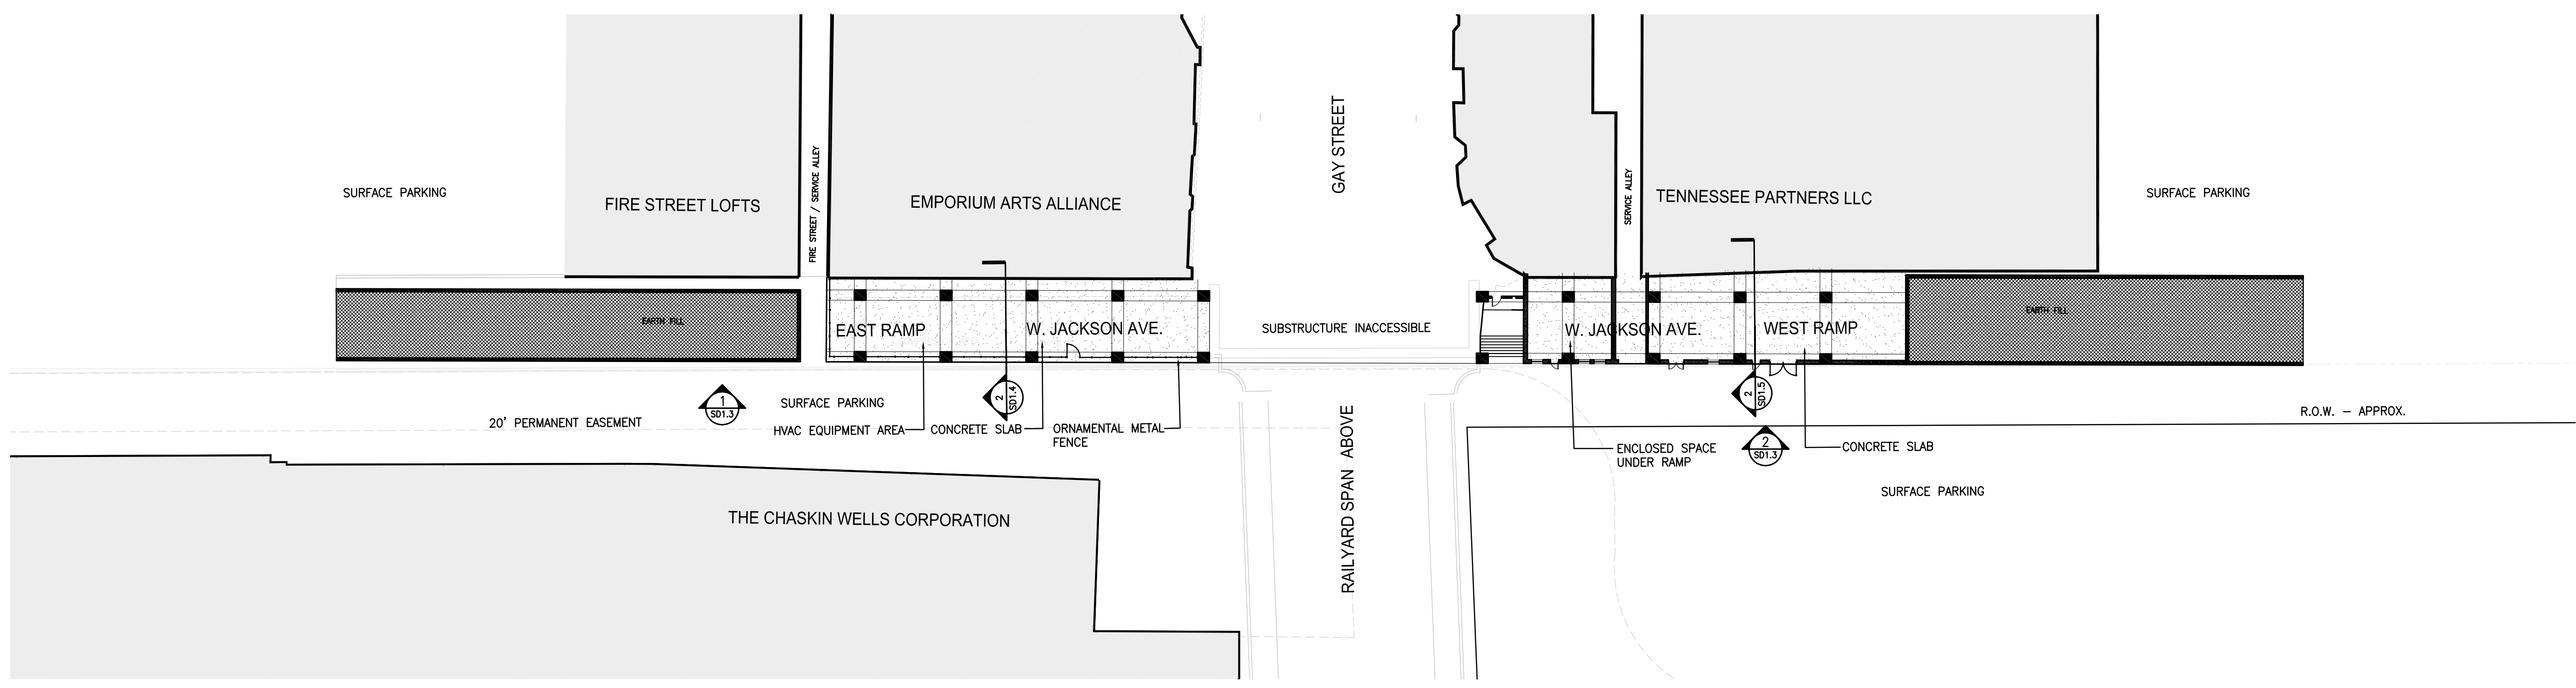 GAY STREET
SURFACE PARKING
FIRE STREET LOFTS
FIRE STREET / SERVICE ALLEY
EMPORIUM ARTS ALLIANCE
SERVICE ALLEY
TENNESSEE PARTNERS LLC
SURFACE PARKING
EARTH FILL
EAST RAMP
W. JACKSON AVE.
SUBSTRUCTURE INACCESSIBLE
W. JACKSON AVE.
WEST RAMP
EARTH FILL
20' PERMANENT EASEMENT
1
SD1.3
SURFACE PARKING
HVAC EQUIPMENT AREA
2
SD1.4
CONCRETE SLAB
ORNAMENTAL METAL
FENCE
RAILYARD SPAN ABOVE
ENCLOSED SPACE
UNDER RAMP
2
SD1.5
2
SD1.3
CONCRETE SLAB
R.O.W. - APPROX.
SURFACE PARKING
THE CHASKIN WELLS CORPORATION